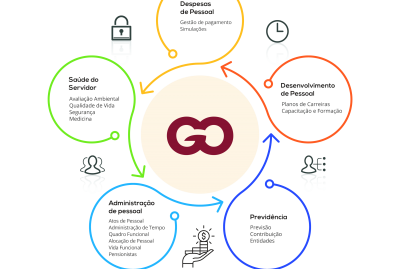 Despesas
de Pessoal
Gestão de pagamento
Simulações
Saúde do
Servidor
Avaliação Ambiental
Qualidade de Vida
Segurança
Medicina
Desenvolvimento
de Pessoal
Planos de Carreiras
Capacitação e Formação
GO
Administração
de pessoal
Atos de Pessoal
Administração de Tempo
Quadro Funcional
Alocação de Pessoal
Vida Funcional
Pensionistas
Previdência
Previsão
Contribuição
Entidades